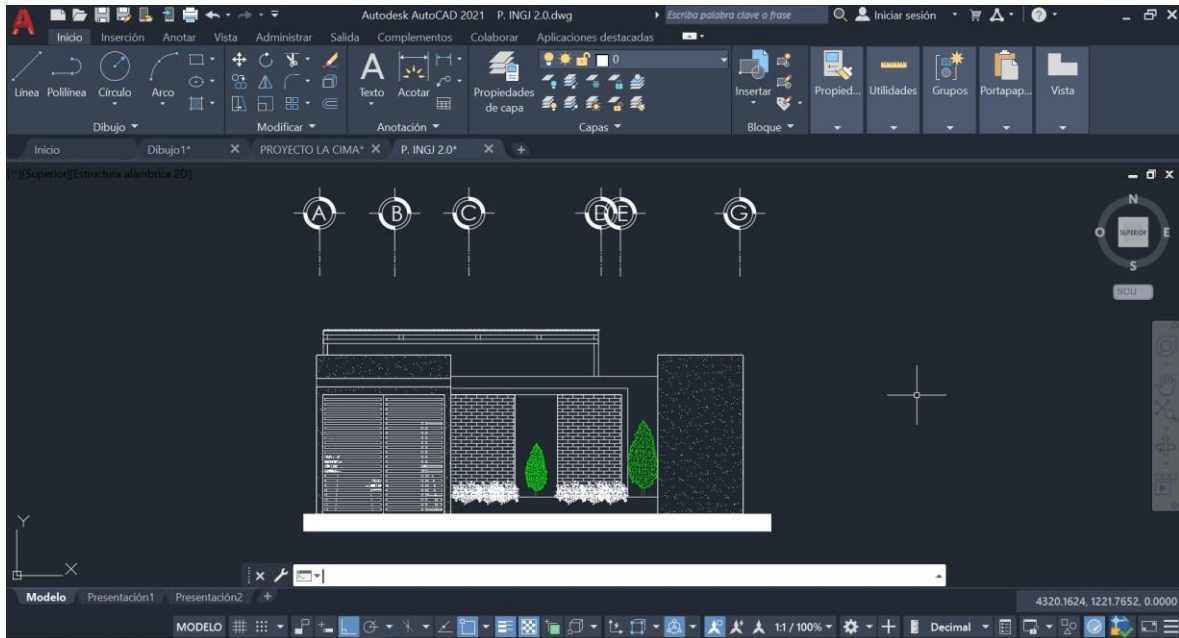 Autodesk AutoCAD 2021 P. INGJ 2.0.dwg Escriba palabra clave o frase Iniciar sesión
Inicio Inserción Anotar Vista Administrar Salida Complementos Colaborar Aplicaciones destacadas
0
Línea Polilínea Círculo Arco Texto Acotar Propiedades de capa Insertar Propied... Utilidades Grupos Portapap... Vista
Dibujo Modificar Anotación Capas Bloque
Inicio Dibujo1* PROYECTO LA CIMA* P. INGJ 2.0*
[-][Superior][Estructura alámbrica 2D]
N
A B C D E G
O SUPERIOR E
S
SCU
Y
X
Modelo Presentación1 Presentación2
4320.1624, 1221.7652, 0.0000
MODELO 1:1 / 100% Decimal